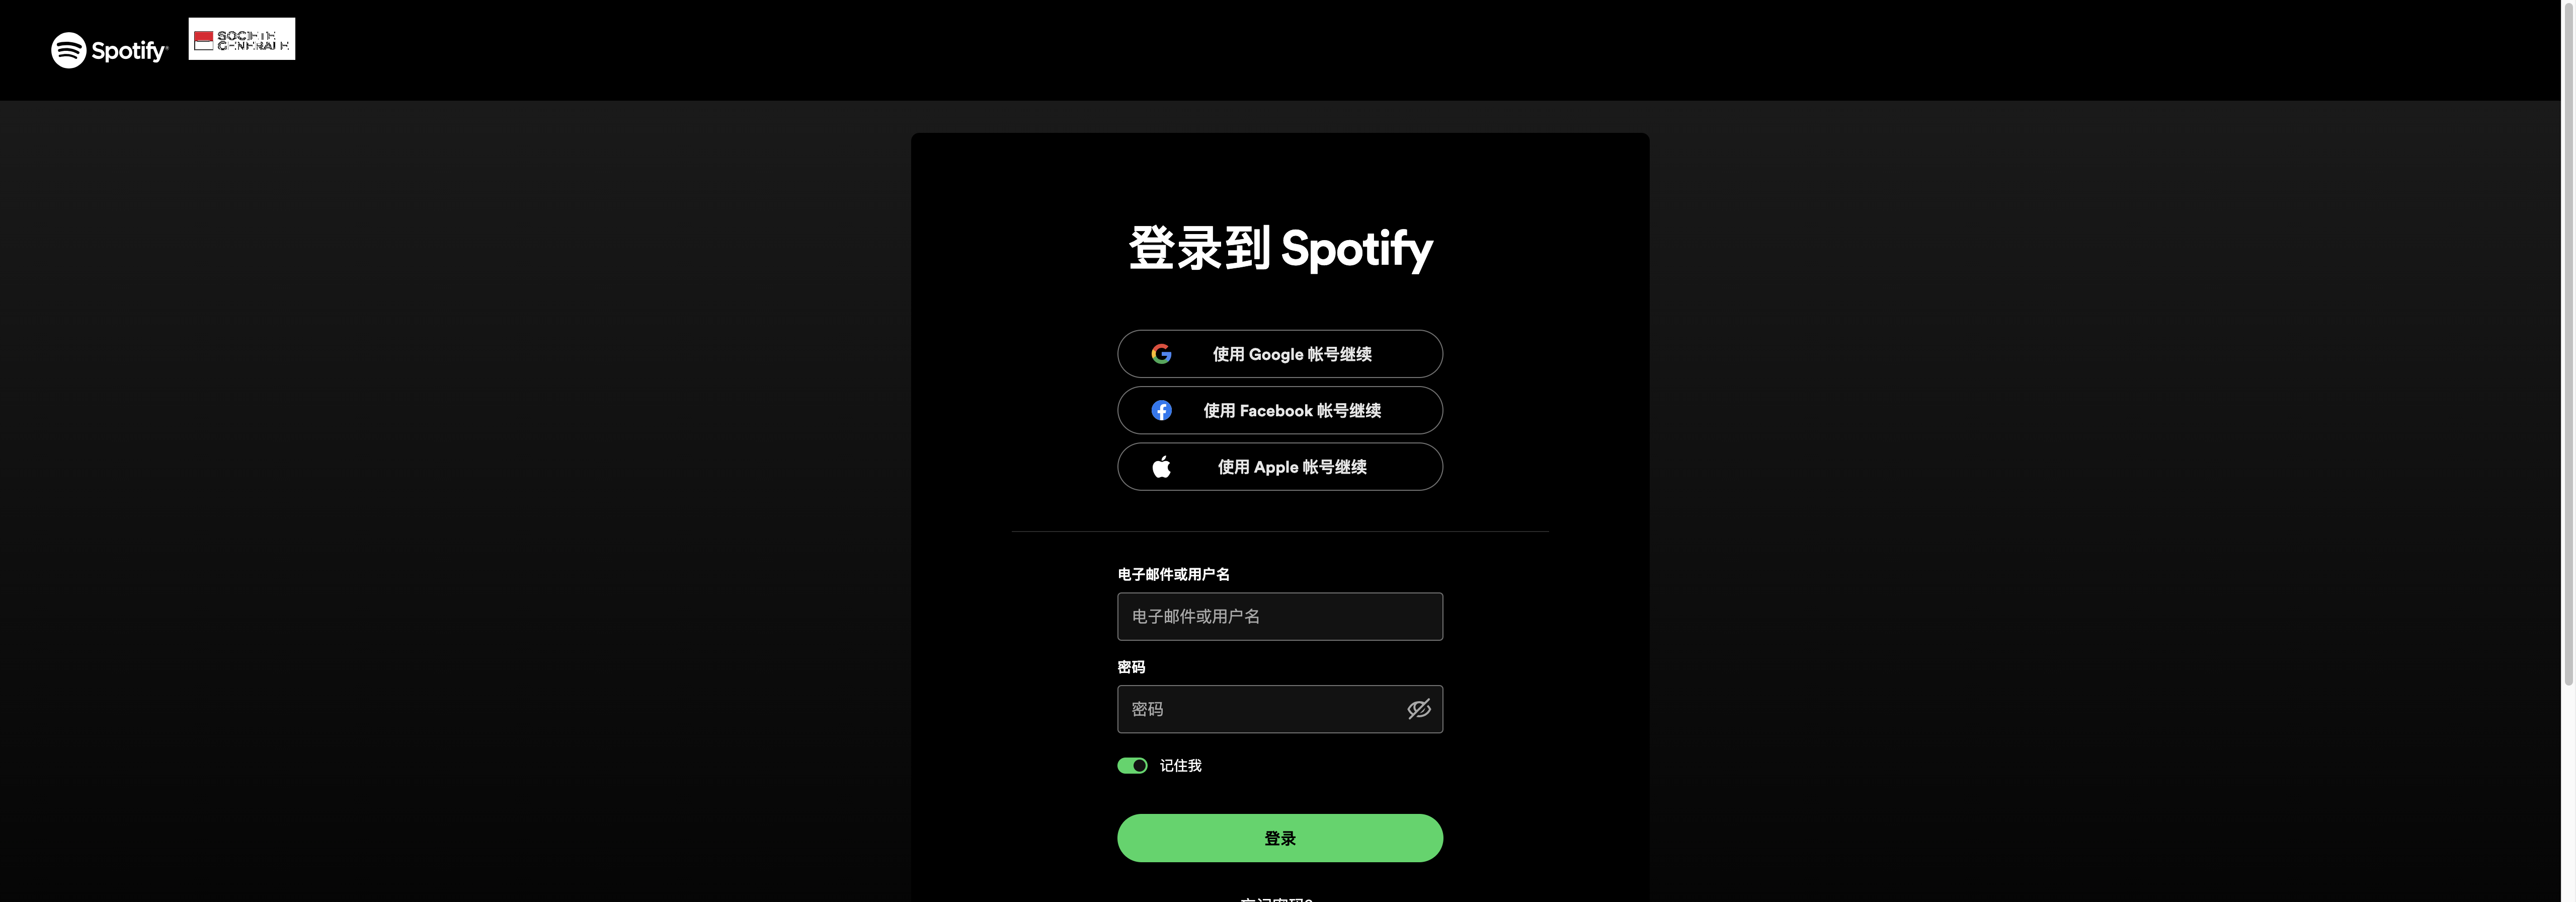 Spotify
SOCIETE
GENERALE
登录到 Spotify
使用 Google 帐号继续
使用 Facebook 帐号继续
使用 Apple 帐号继续
电子邮件或用户名
电子邮件或用户名
密码
密码
记住我
登录